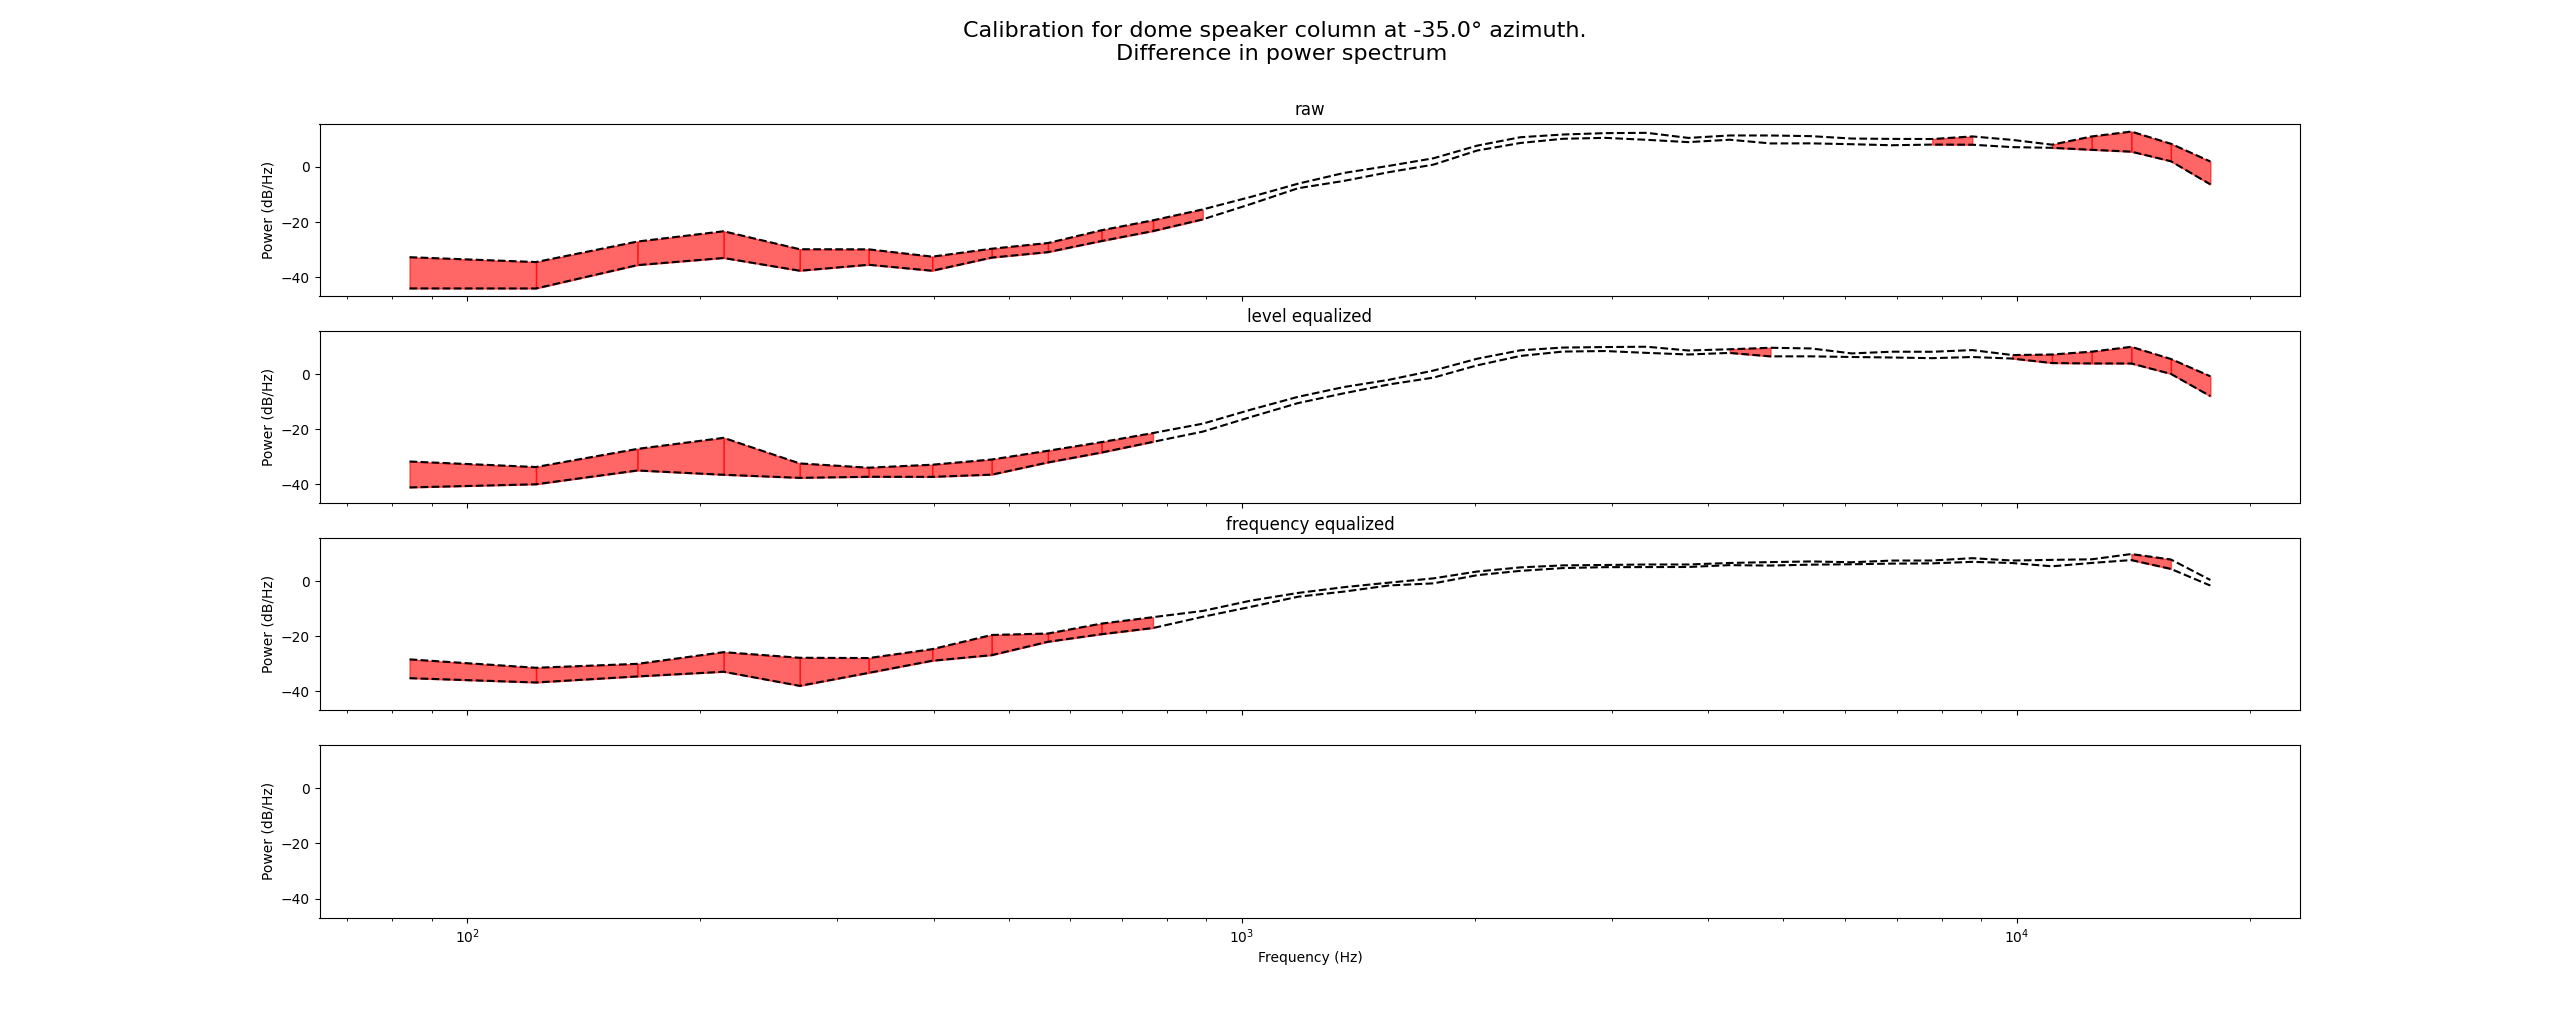 Calibration for dome speaker column at -35.0° azimuth.
Difference in power spectrum
raw
Power (dB/Hz)
0
−20
−40
level equalized
Power (dB/Hz)
0
−20
−40
frequency equalized
Power (dB/Hz)
0
−20
−40
Power (dB/Hz)
0
−20
−40
10² 10³ 10⁴
Frequency (Hz)